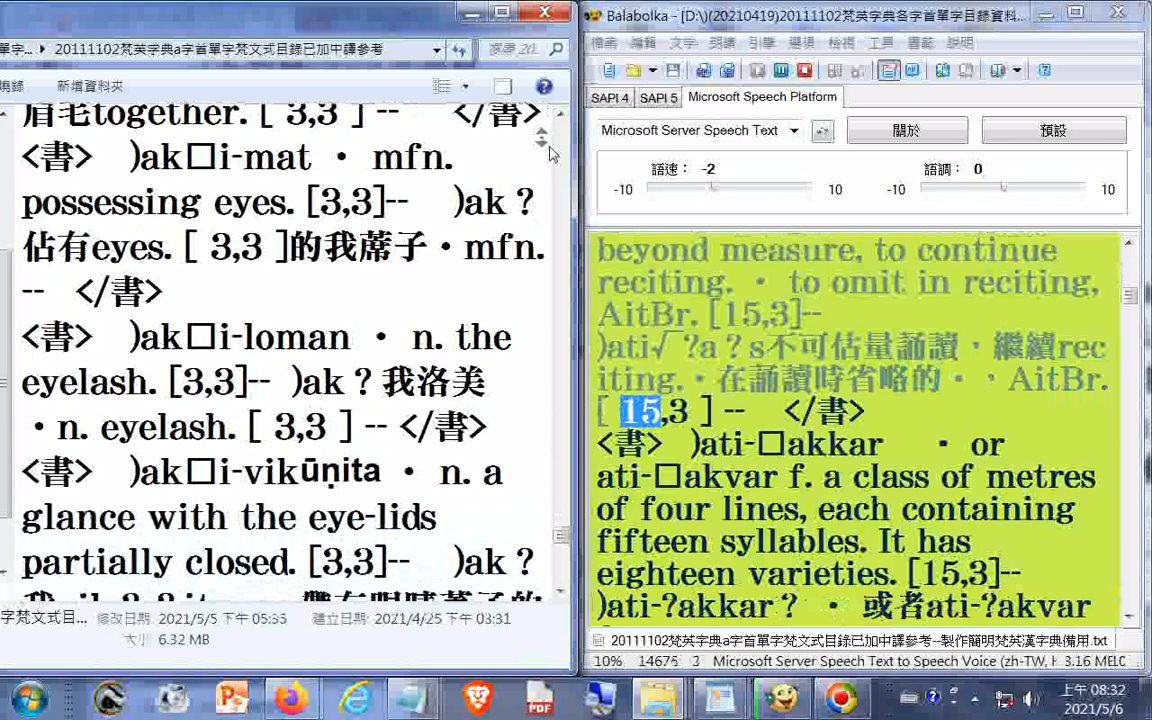 單字... ▸ 20111102梵英字典a字首單字梵文式目錄已加中譯參考
燒錄 新增資料夾
眉毛together. [ 3,3 ] -- </書>
<書> )ak□i-mat ‧ mfn.
possessing eyes. [3,3]-- )ak ?
佔有eyes. [ 3,3 ]的我蓆子‧mfn.
-- </書>
<書> )ak□i-loman ‧ n. the
eyelash. [3,3]-- )ak ? 我洛美
‧n. eyelash. [ 3,3 ] -- </書>
<書> )ak□i-vikūṇita ‧ n. a
glance with the eye-lids
partially closed. [3,3]-- )ak ?
字梵文式目... 修改日期: 2021/5/5 下午 05:33 建立日期: 2021/4/25 下午 03:31
大小: 6.32 MB
Balabolka - [D:\)(20210419)20111102梵英字典各字首單字目錄資料...
檔案 編輯 文字 朗讀 引擎 選項 檢視 工具 書籤 說明
SAPI 4 SAPI 5 Microsoft Speech Platform
Microsoft Server Speech Text 關於 預設
語速: -2 語調: 0
-10 10 -10 10
beyond measure, to continue
reciting. ‧ to omit in reciting,
AitBr. [15,3]--
)ati√ ?a ? s不可估量誦讀，繼續rec
iting.‧在誦讀時省略的‧，AitBr.
[ 15,3 ] -- </書>
<書> )ati-□akkar ‧ or
ati-□akvar f. a class of metres
of four lines, each containing
fifteen syllables. It has
eighteen varieties. [15,3]--
)ati-?akkar ? ‧ 或者ati-?akvar
20111102梵英字典a字首單字梵文式目錄已加中譯參考--製作簡明梵英漢字典備用.txt
10% 14675 3 Microsoft Server Speech Text to Speech Voice (zh-TW, H 3.16 MELC
上午 08:32
2021/5/6